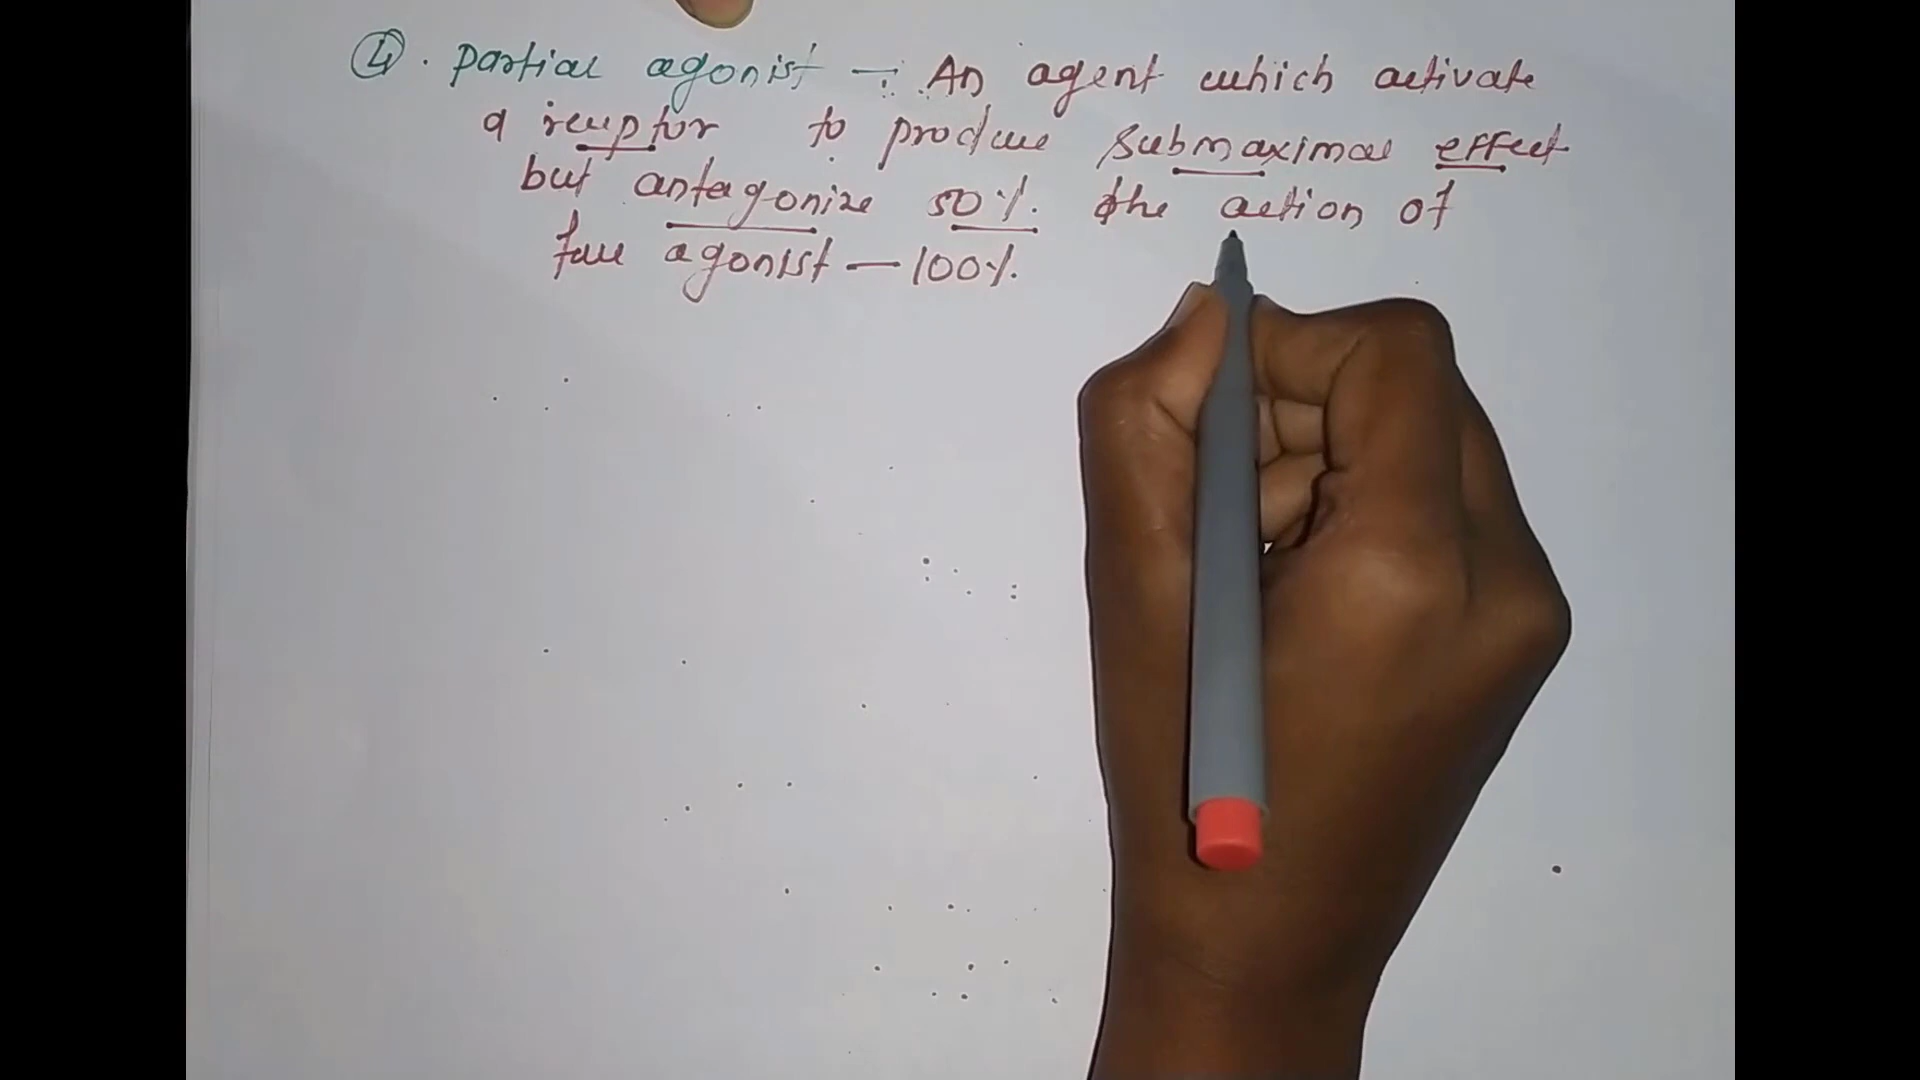 4. Partial agonist - An agent which activate
a receptor to produce submaximal effect
but antagonize 50% the action of
full agonist - 100%.